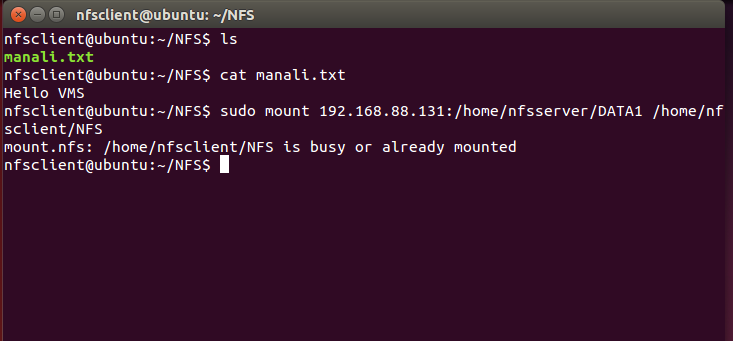 nfsclient@ubuntu: ~/NFS
nfsclient@ubuntu:~/NFS$ ls
manali.txt
nfsclient@ubuntu:~/NFS$ cat manali.txt
Hello VMS
nfsclient@ubuntu:~/NFS$ sudo mount 192.168.88.131:/home/nfsserver/DATA1 /home/nf
sclient/NFS
mount.nfs: /home/nfsclient/NFS is busy or already mounted
nfsclient@ubuntu:~/NFS$